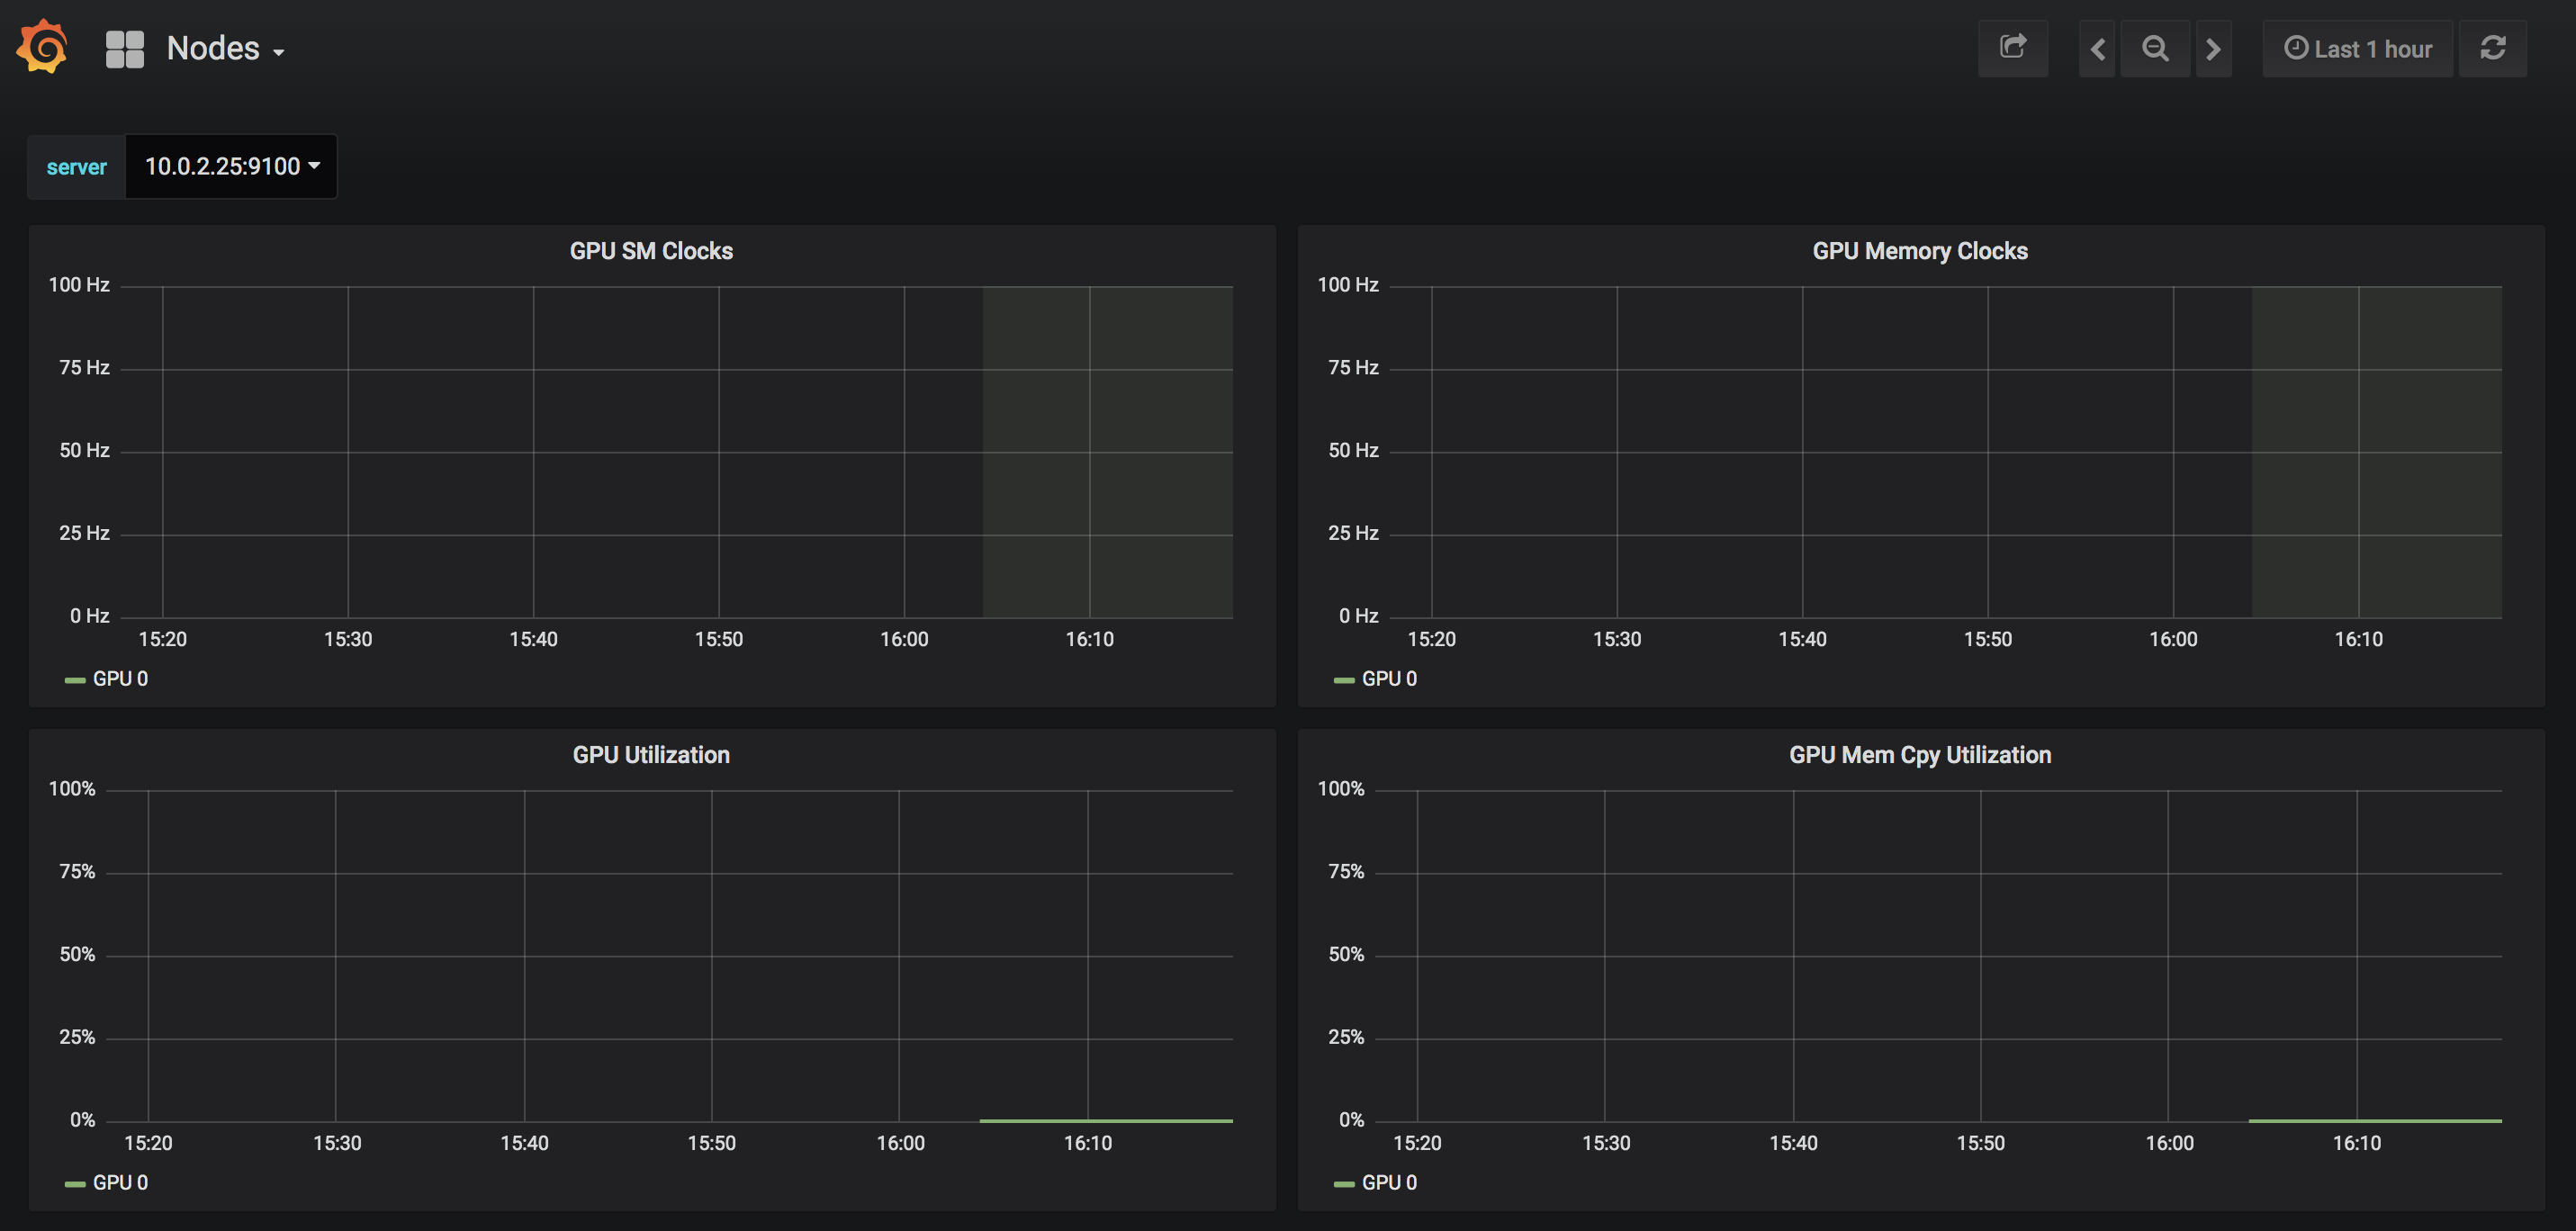 Nodes
Last 1 hour
server 10.0.2.25:9100
GPU SM Clocks
100 Hz
75 Hz
50 Hz
25 Hz
0 Hz
15:20 15:30 15:40 15:50 16:00 16:10
GPU 0
GPU Memory Clocks
100 Hz
75 Hz
50 Hz
25 Hz
0 Hz
15:20 15:30 15:40 15:50 16:00 16:10
GPU 0
GPU Utilization
100%
75%
50%
25%
0%
15:20 15:30 15:40 15:50 16:00 16:10
GPU 0
GPU Mem Cpy Utilization
100%
75%
50%
25%
0%
15:20 15:30 15:40 15:50 16:00 16:10
GPU 0